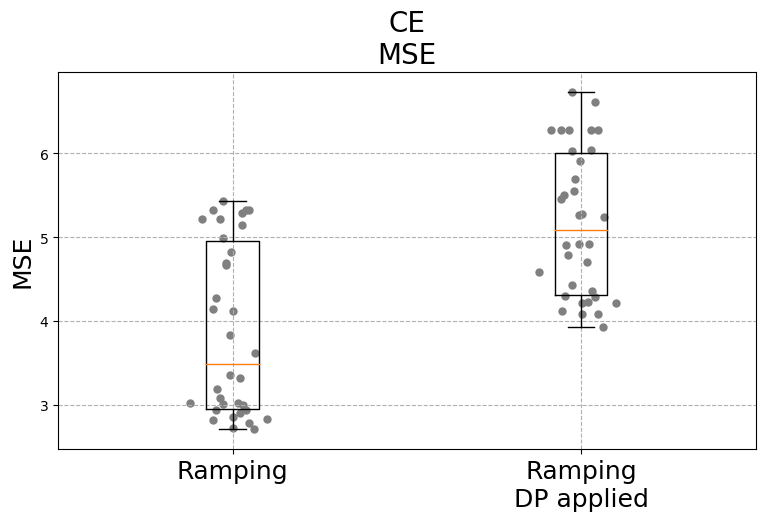 CE
MSE
MSE
6
5
4
3
Ramping
Ramping
DP applied